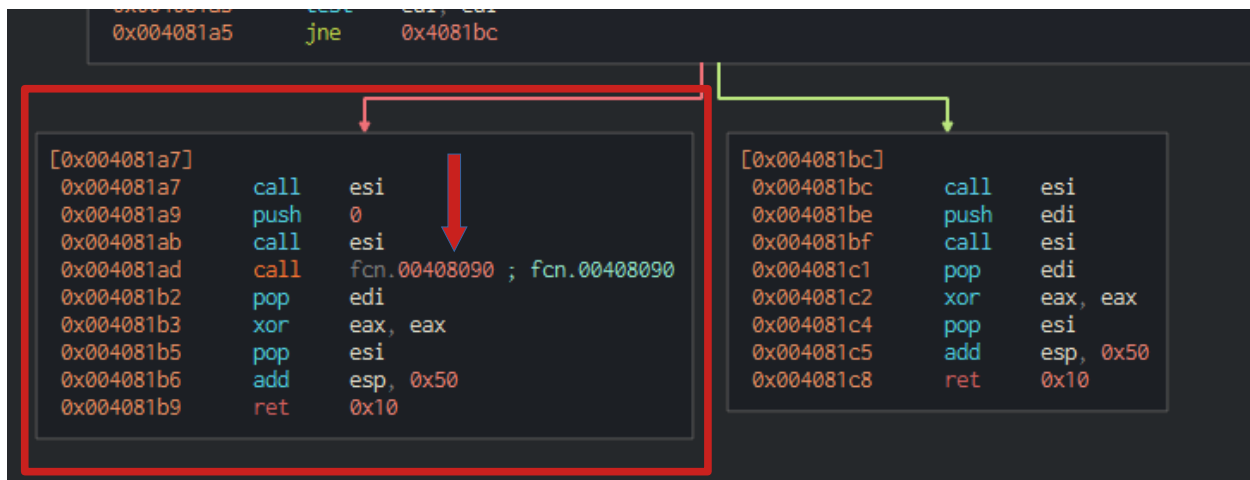 0x004081a5 jne 0x4081bc
[0x004081a7]
0x004081a7 call esi
0x004081a9 push 0
0x004081ab call esi
0x004081ad call fcn.00408090 ; fcn.00408090
0x004081b2 pop edi
0x004081b3 xor eax, eax
0x004081b5 pop esi
0x004081b6 add esp, 0x50
0x004081b9 ret 0x10
[0x004081bc]
0x004081bc call esi
0x004081be push edi
0x004081bf call esi
0x004081c1 pop edi
0x004081c2 xor eax, eax
0x004081c4 pop esi
0x004081c5 add esp, 0x50
0x004081c8 ret 0x10